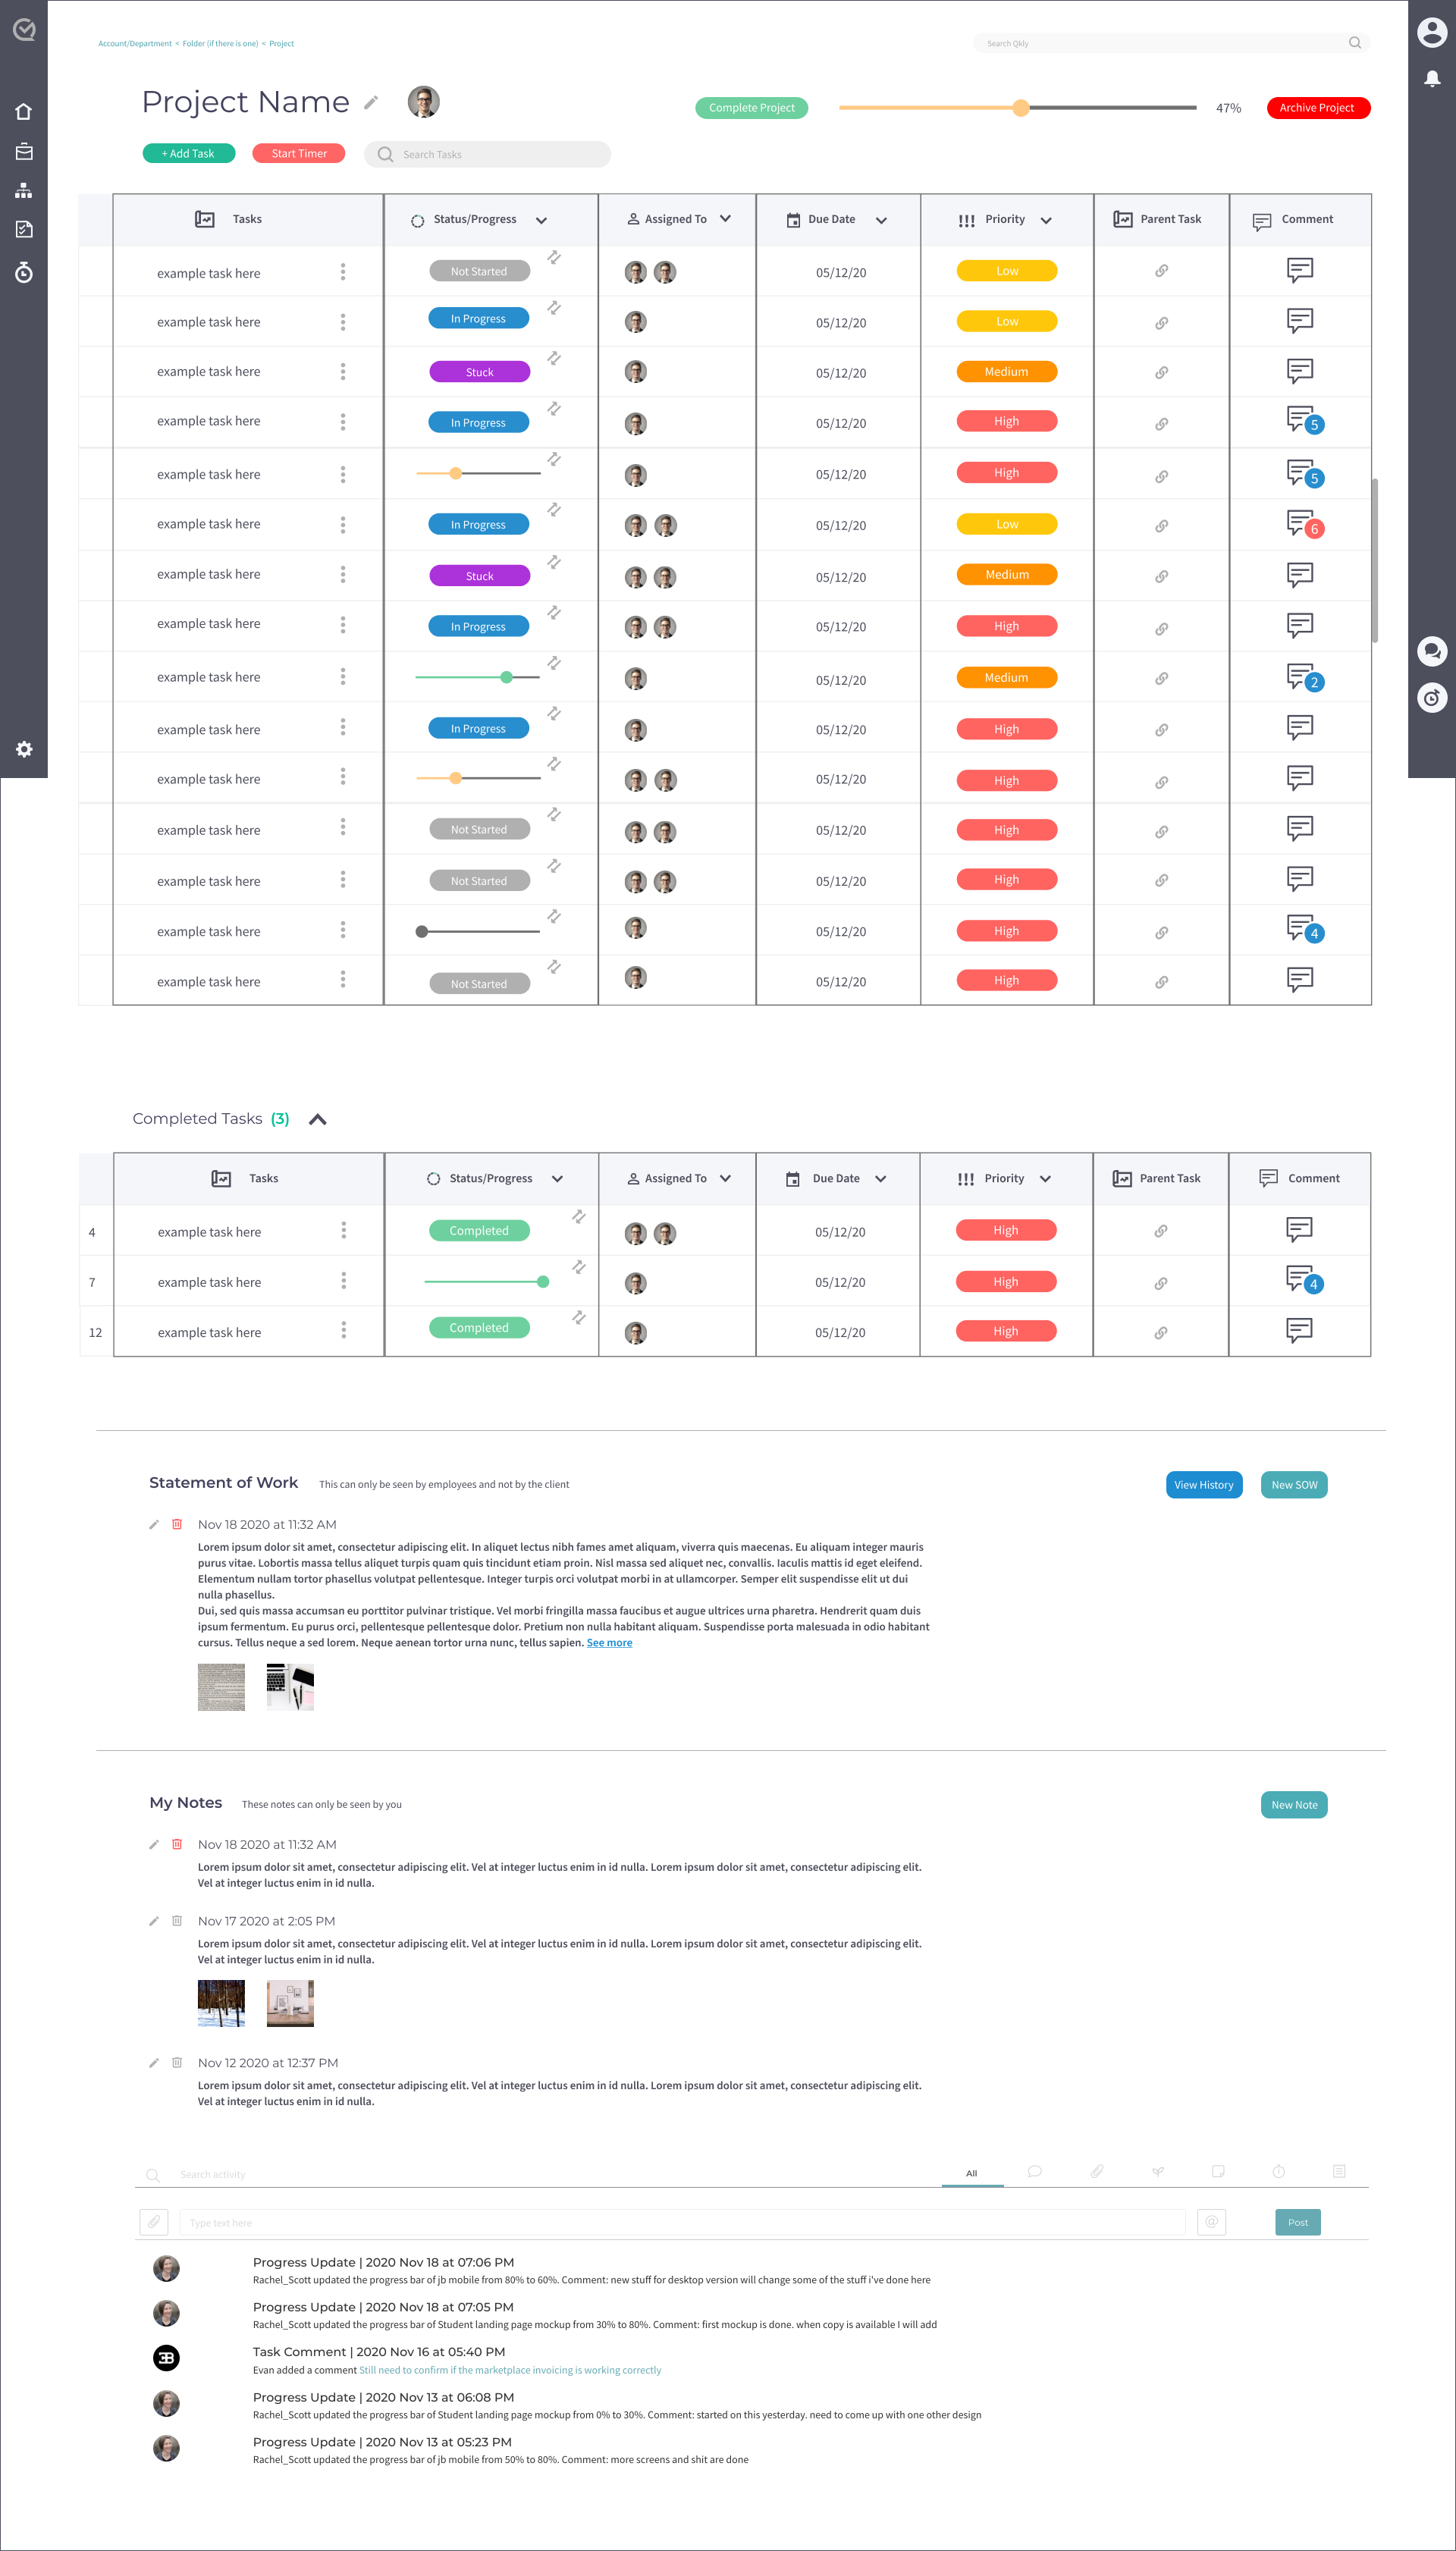 Account/Department < Folder (if there is one) < Project
Search Qkly
Project Name
Complete Project
47%
Archive Project
+ Add Task
Start Timer
Search Tasks
Tasks Status/Progress Assigned To Due Date Priority Parent Task Comment
example task here Not Started 05/12/20 Low
example task here In Progress 05/12/20 Low
example task here Stuck 05/12/20 Medium
example task here In Progress 05/12/20 High 5
example task here 05/12/20 High 5
example task here In Progress 05/12/20 Low 6
example task here Stuck 05/12/20 Medium
example task here In Progress 05/12/20 High
example task here 05/12/20 Medium 2
example task here In Progress 05/12/20 High
example task here 05/12/20 High
example task here Not Started 05/12/20 High
example task here Not Started 05/12/20 High
example task here 05/12/20 High 4
example task here Not Started 05/12/20 High
Completed Tasks (3)
Tasks Status/Progress Assigned To Due Date Priority Parent Task Comment
4 example task here Completed 05/12/20 High
7 example task here 05/12/20 High 4
12 example task here Completed 05/12/20 High
Statement of Work This can only be seen by employees and not by the client View History New SOW
Nov 18 2020 at 11:32 AM
Lorem ipsum dolor sit amet, consectetur adipiscing elit. In aliquet lectus nibh fames amet aliquam, viverra quis maecenas. Eu aliquam integer mauris
purus vitae. Lobortis massa tellus aliquet turpis quam quis tincidunt etiam proin. Nisl massa sed aliquet nec, convallis. Iaculis mattis id eget eleifend.
Elementum nullam tortor phasellus volutpat pellentesque. Integer turpis orci volutpat morbi in at ullamcorper. Semper elit suspendisse elit ut dui
nulla phasellus.
Dui, sed quis massa accumsan eu porttitor pulvinar tristique. Vel morbi fringilla massa faucibus et augue ultrices urna pharetra. Hendrerit quam duis
ipsum fermentum. Eu purus orci, pellentesque pellentesque dolor. Pretium non nulla habitant aliquam. Suspendisse porta malesuada in odio habitant
cursus. Tellus neque a sed lorem. Neque aenean tortor urna nunc, tellus sapien. See more
My Notes These notes can only be seen by you New Note
Nov 18 2020 at 11:32 AM
Lorem ipsum dolor sit amet, consectetur adipiscing elit. Vel at integer luctus enim in id nulla. Lorem ipsum dolor sit amet, consectetur adipiscing elit.
Vel at integer luctus enim in id nulla.
Nov 17 2020 at 2:05 PM
Lorem ipsum dolor sit amet, consectetur adipiscing elit. Vel at integer luctus enim in id nulla. Lorem ipsum dolor sit amet, consectetur adipiscing elit.
Vel at integer luctus enim in id nulla.
Nov 12 2020 at 12:37 PM
Lorem ipsum dolor sit amet, consectetur adipiscing elit. Vel at integer luctus enim in id nulla. Lorem ipsum dolor sit amet, consectetur adipiscing elit.
Vel at integer luctus enim in id nulla.
Search activity All
Type text here @ Post
Progress Update | 2020 Nov 18 at 07:06 PM
Rachel_Scott updated the progress bar of jb mobile from 80% to 60%. Comment: new stuff for desktop version will change some of the stuff i've done here
Progress Update | 2020 Nov 18 at 07:05 PM
Rachel_Scott updated the progress bar of Student landing page mockup from 30% to 80%. Comment: first mockup is done. when copy is available I will add
Task Comment | 2020 Nov 16 at 05:40 PM
Evan added a comment Still need to confirm if the marketplace invoicing is working correctly
Progress Update | 2020 Nov 13 at 06:08 PM
Rachel_Scott updated the progress bar of Student landing page mockup from 0% to 30%. Comment: started on this yesterday. need to come up with one other design
Progress Update | 2020 Nov 13 at 05:23 PM
Rachel_Scott updated the progress bar of jb mobile from 50% to 80%. Comment: more screens and shit are done